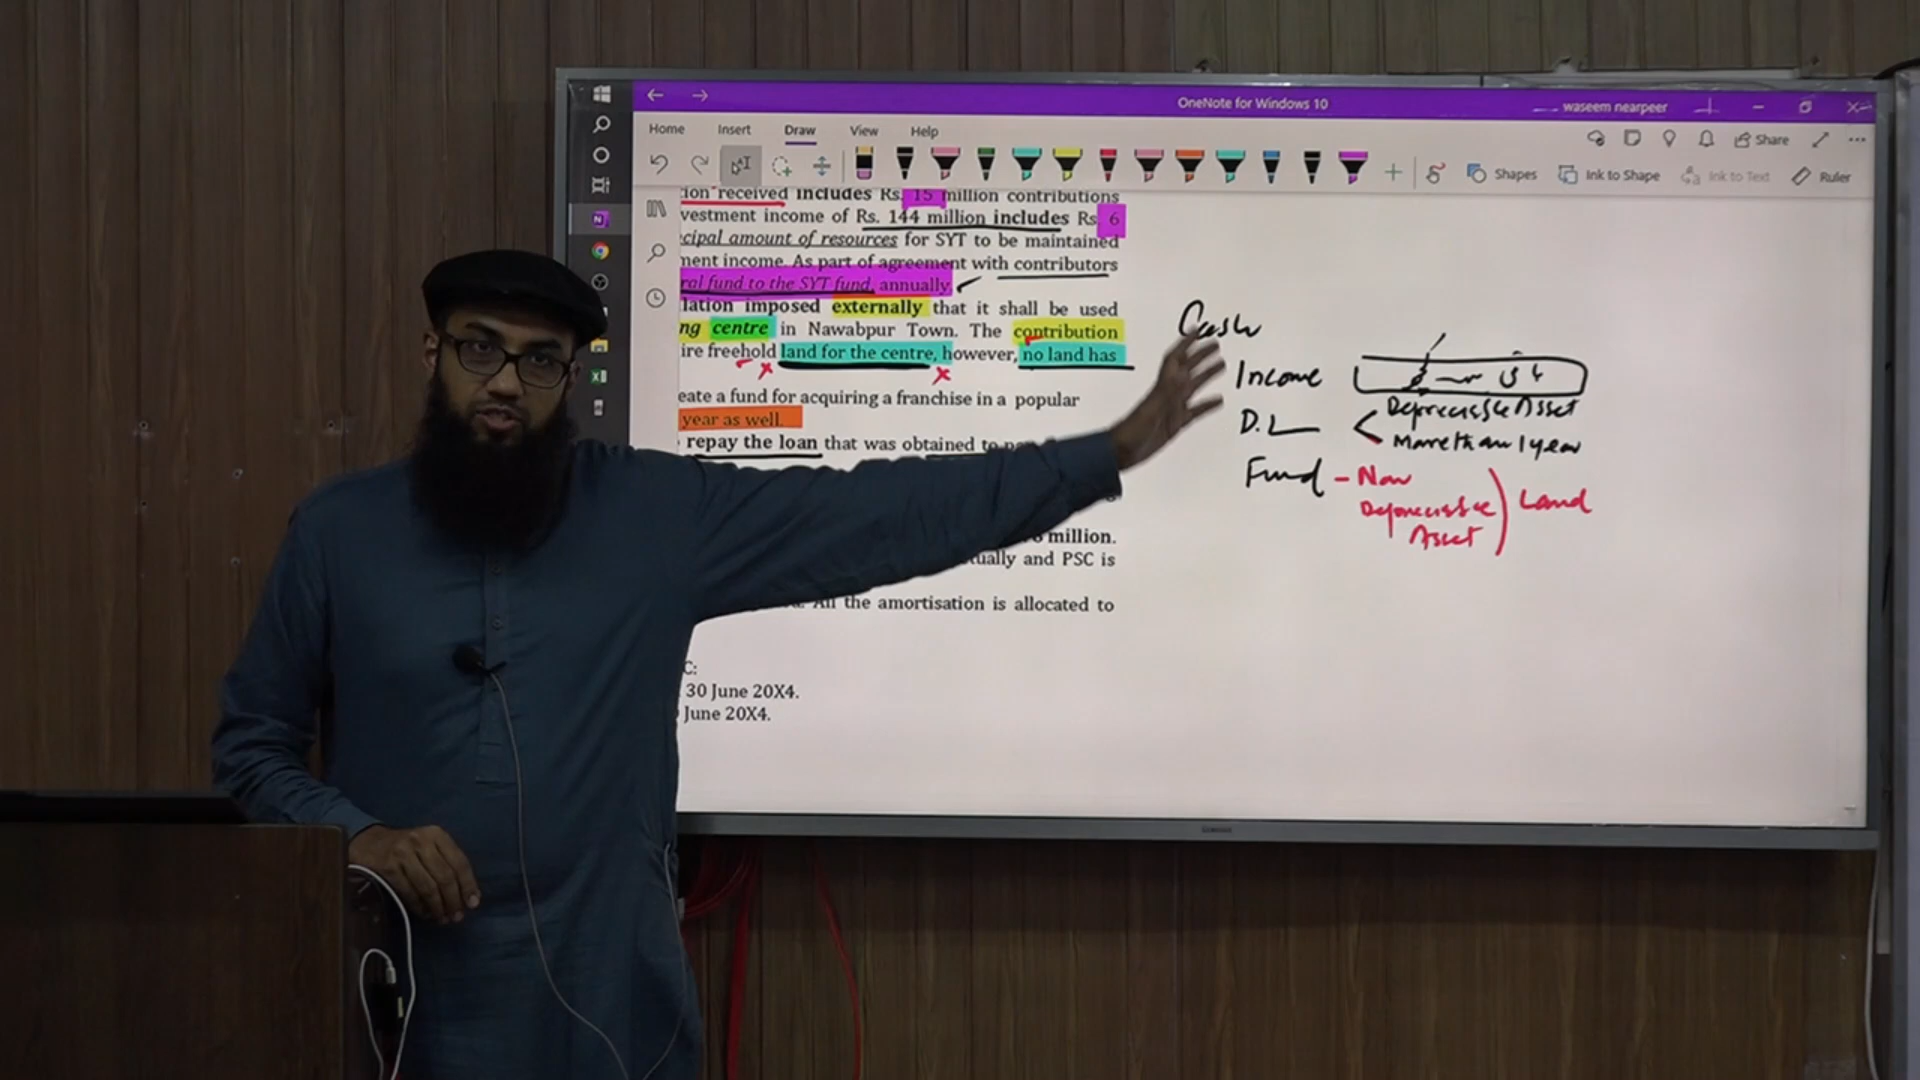 OneNote for Windows 10
waseem nearpeer
Home Insert Draw View Help
Share
Shapes Ink to Shape Ink to Text Ruler
ion received includes Rs. 15 million contributions
vestment income of Rs. 144 million includes Rs 6
cipal amount of resources for SYT to be maintained
ment income. As part of agreement with contributors
ral fund to the SYT fund, annually
lation imposed externally that it shall be used
ng centre in Nawabpur Town. The contribution
ire freehold land for the centre, however, no land has
eate a fund for acquiring a franchise in a popular
year as well.
repay the loan that was obtained to
million.
ually and PSC is
All the amortisation is allocated to
C:
30 June 20X4.
June 20X4.
Cash
Income
D.L
Depreciable Asset
More than 1 year
Fund - Non
Depreciable
Asset
Land
SAMSUNG